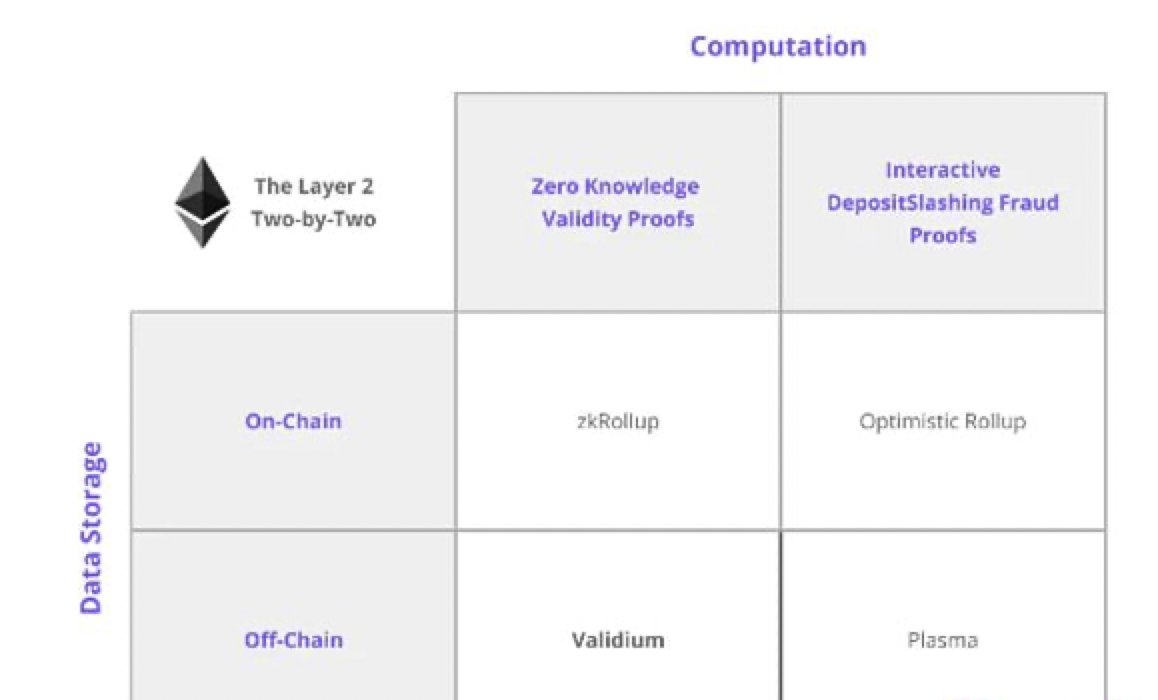 Computation
The Layer 2
Two-by-Two
Zero Knowledge
Validity Proofs
Interactive
DepositSlashing Fraud
Proofs
Data Storage
On-Chain
zkRollup
Optimistic Rollup
Off-Chain
Validium
Plasma